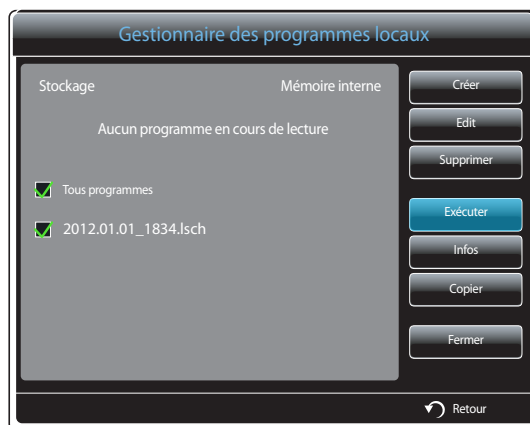 Gestionnaire des programmes locaux
Stockage Mémoire interne
Aucun programme en cours de lecture
Tous programmes
2012.01.01_1834.lsch
Créer
Edit
Supprimer
Exécuter
Infos
Copier
Fermer
Retour